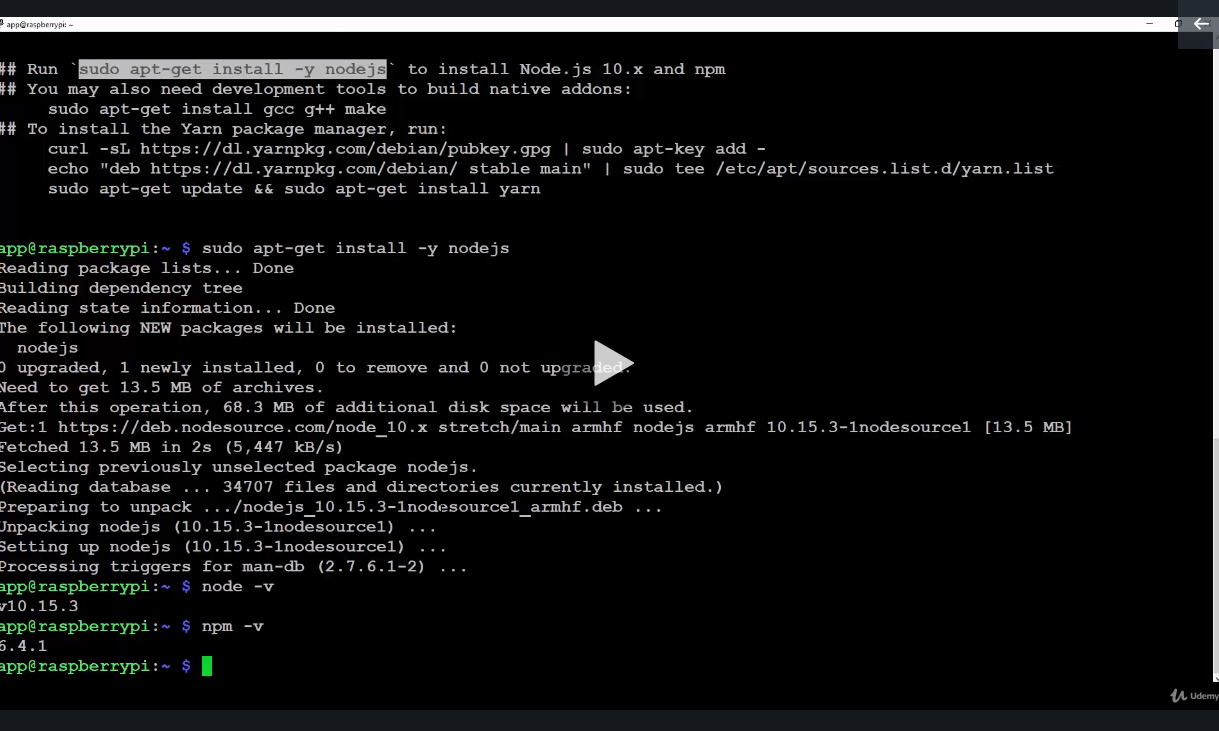 app@raspberrypi: ~
## Run `sudo apt-get install -y nodejs` to install Node.js 10.x and npm
## You may also need development tools to build native addons:
sudo apt-get install gcc g++ make
## To install the Yarn package manager, run:
curl -sL https://dl.yarnpkg.com/debian/pubkey.gpg | sudo apt-key add -
echo "deb https://dl.yarnpkg.com/debian/ stable main" | sudo tee /etc/apt/sources.list.d/yarn.list
sudo apt-get update && sudo apt-get install yarn
app@raspberrypi:~ $ sudo apt-get install -y nodejs
Reading package lists... Done
Building dependency tree
Reading state information... Done
The following NEW packages will be installed:
nodejs
0 upgraded, 1 newly installed, 0 to remove and 0 not upgraded.
Need to get 13.5 MB of archives.
After this operation, 68.3 MB of additional disk space will be used.
Get:1 https://deb.nodesource.com/node_10.x stretch/main armhf nodejs armhf 10.15.3-1nodesource1 [13.5 MB]
Fetched 13.5 MB in 2s (5,447 kB/s)
Selecting previously unselected package nodejs.
(Reading database ... 34707 files and directories currently installed.)
Preparing to unpack .../nodejs_10.15.3-1nodesource1_armhf.deb ...
Unpacking nodejs (10.15.3-1nodesource1) ...
Setting up nodejs (10.15.3-1nodesource1) ...
Processing triggers for man-db (2.7.6.1-2) ...
app@raspberrypi:~ $ node -v
v10.15.3
app@raspberrypi:~ $ npm -v
6.4.1
app@raspberrypi:~ $
Udemy